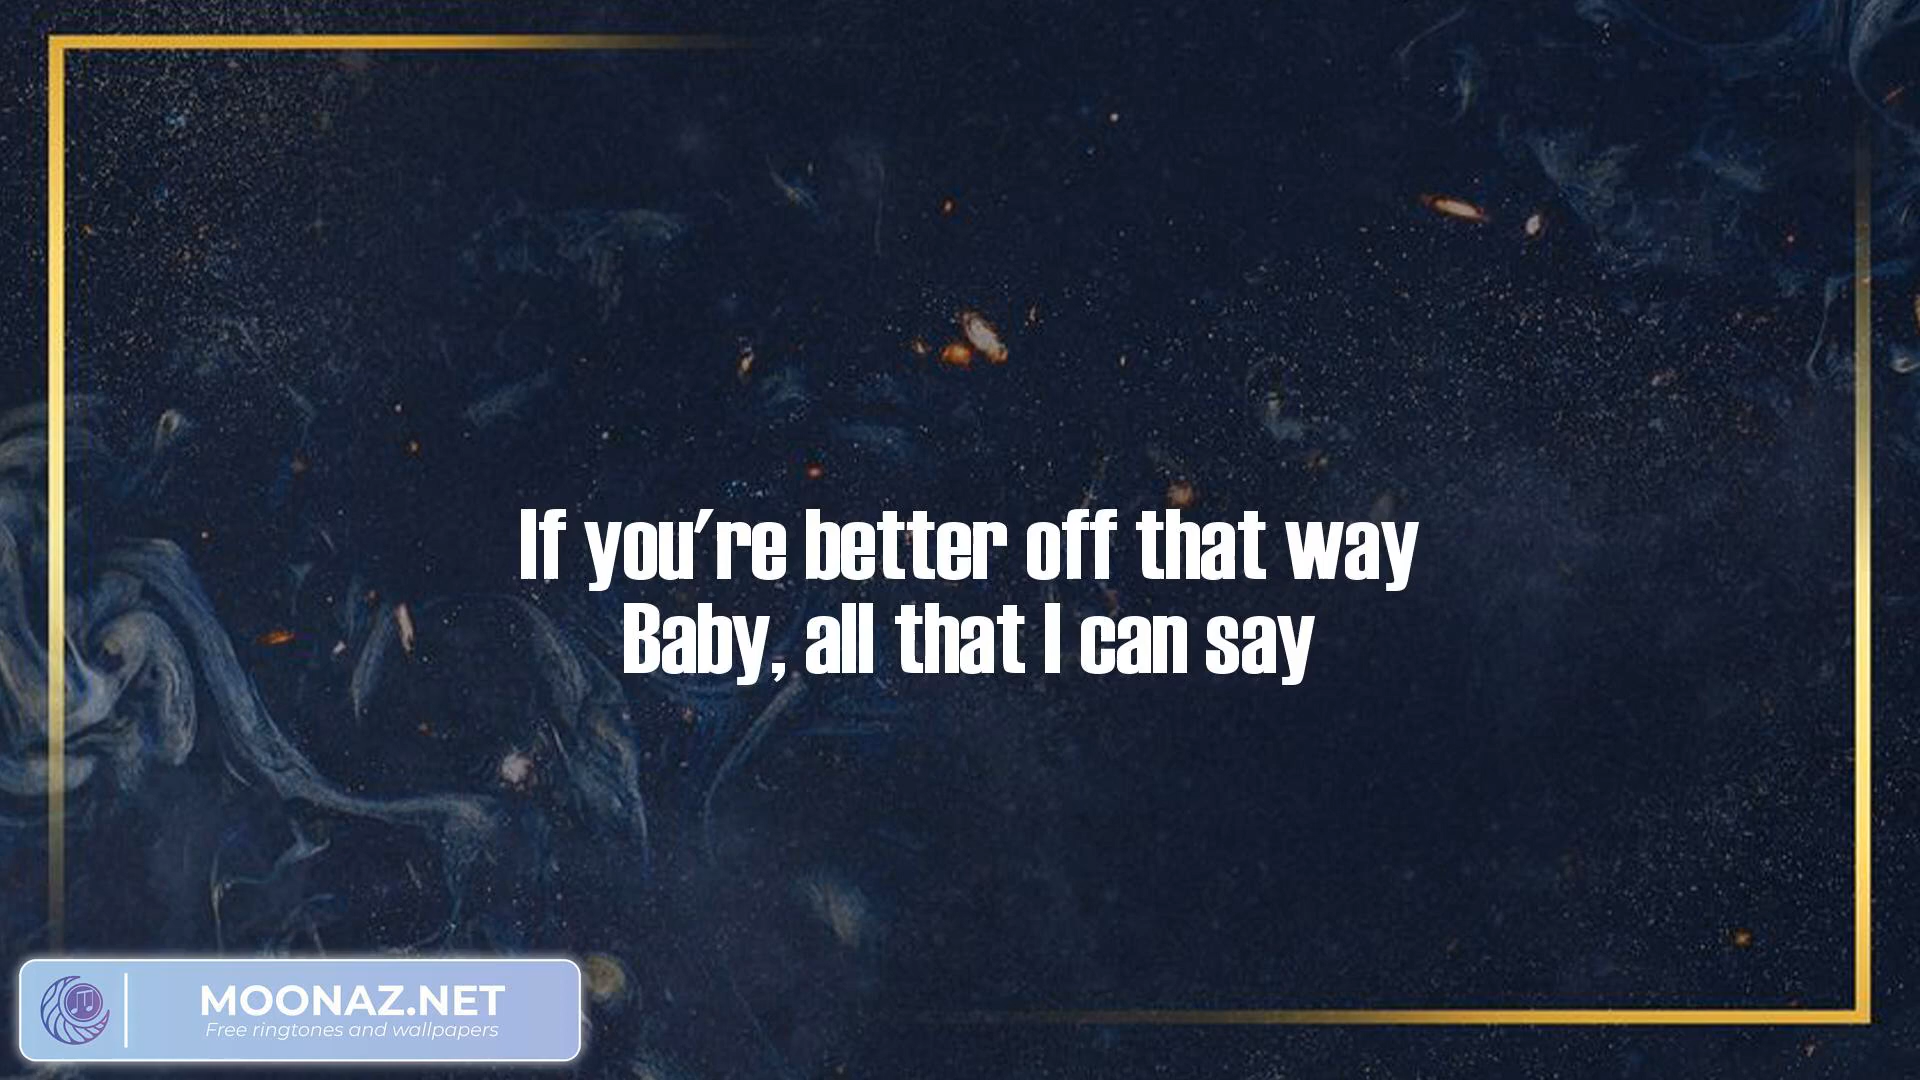 If you're better off that way
Baby, all that I can say
MOONAZ.NET
Free ringtones and wallpapers